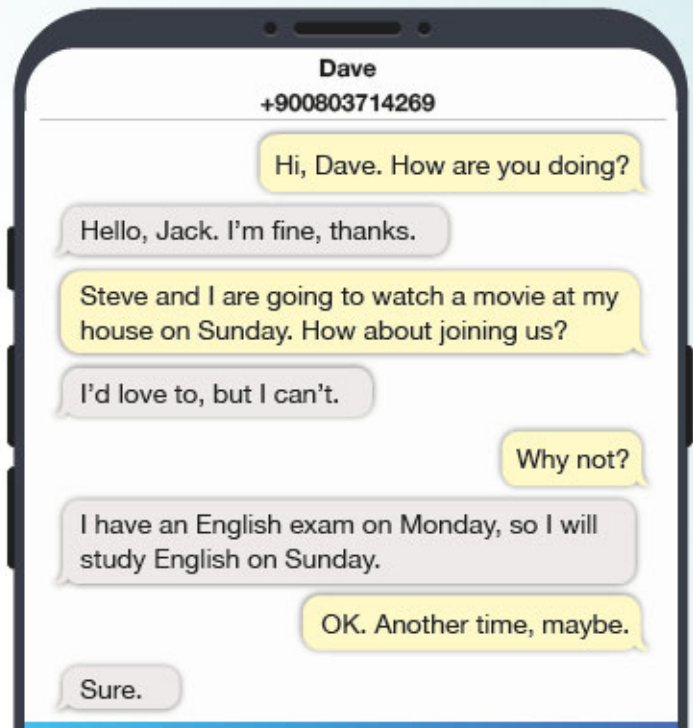 Dave
+900803714269
Hi, Dave. How are you doing?
Hello, Jack. I'm fine, thanks.
Steve and I are going to watch a movie at my
house on Sunday. How about joining us?
I'd love to, but I can't.
Why not?
I have an English exam on Monday, so I will
study English on Sunday.
OK. Another time, maybe.
Sure.